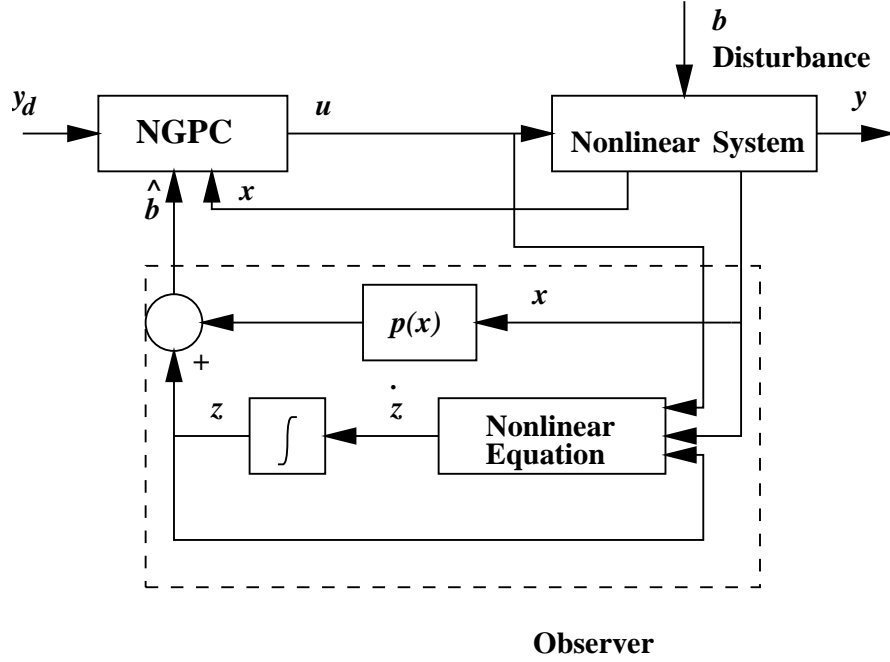 b
Disturbance
y_d
NGPC
u
Nonlinear System
y
b̂
x
p(x)
x
+
z
∫
ż
Nonlinear
Equation
Observer